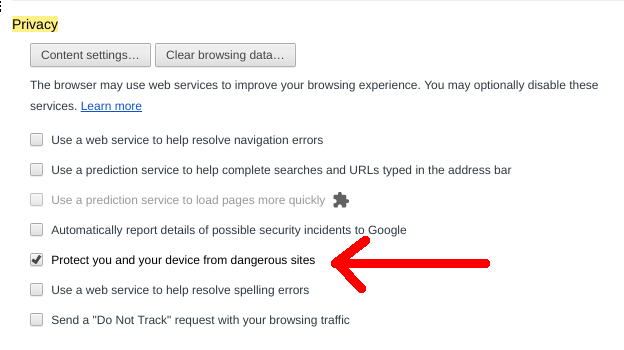 Privacy
Content settings… Clear browsing data…
The browser may use web services to improve your browsing experience. You may optionally disable these
services. Learn more
Use a web service to help resolve navigation errors
Use a prediction service to help complete searches and URLs typed in the address bar
Use a prediction service to load pages more quickly
Automatically report details of possible security incidents to Google
Protect you and your device from dangerous sites
Use a web service to help resolve spelling errors
Send a "Do Not Track" request with your browsing traffic